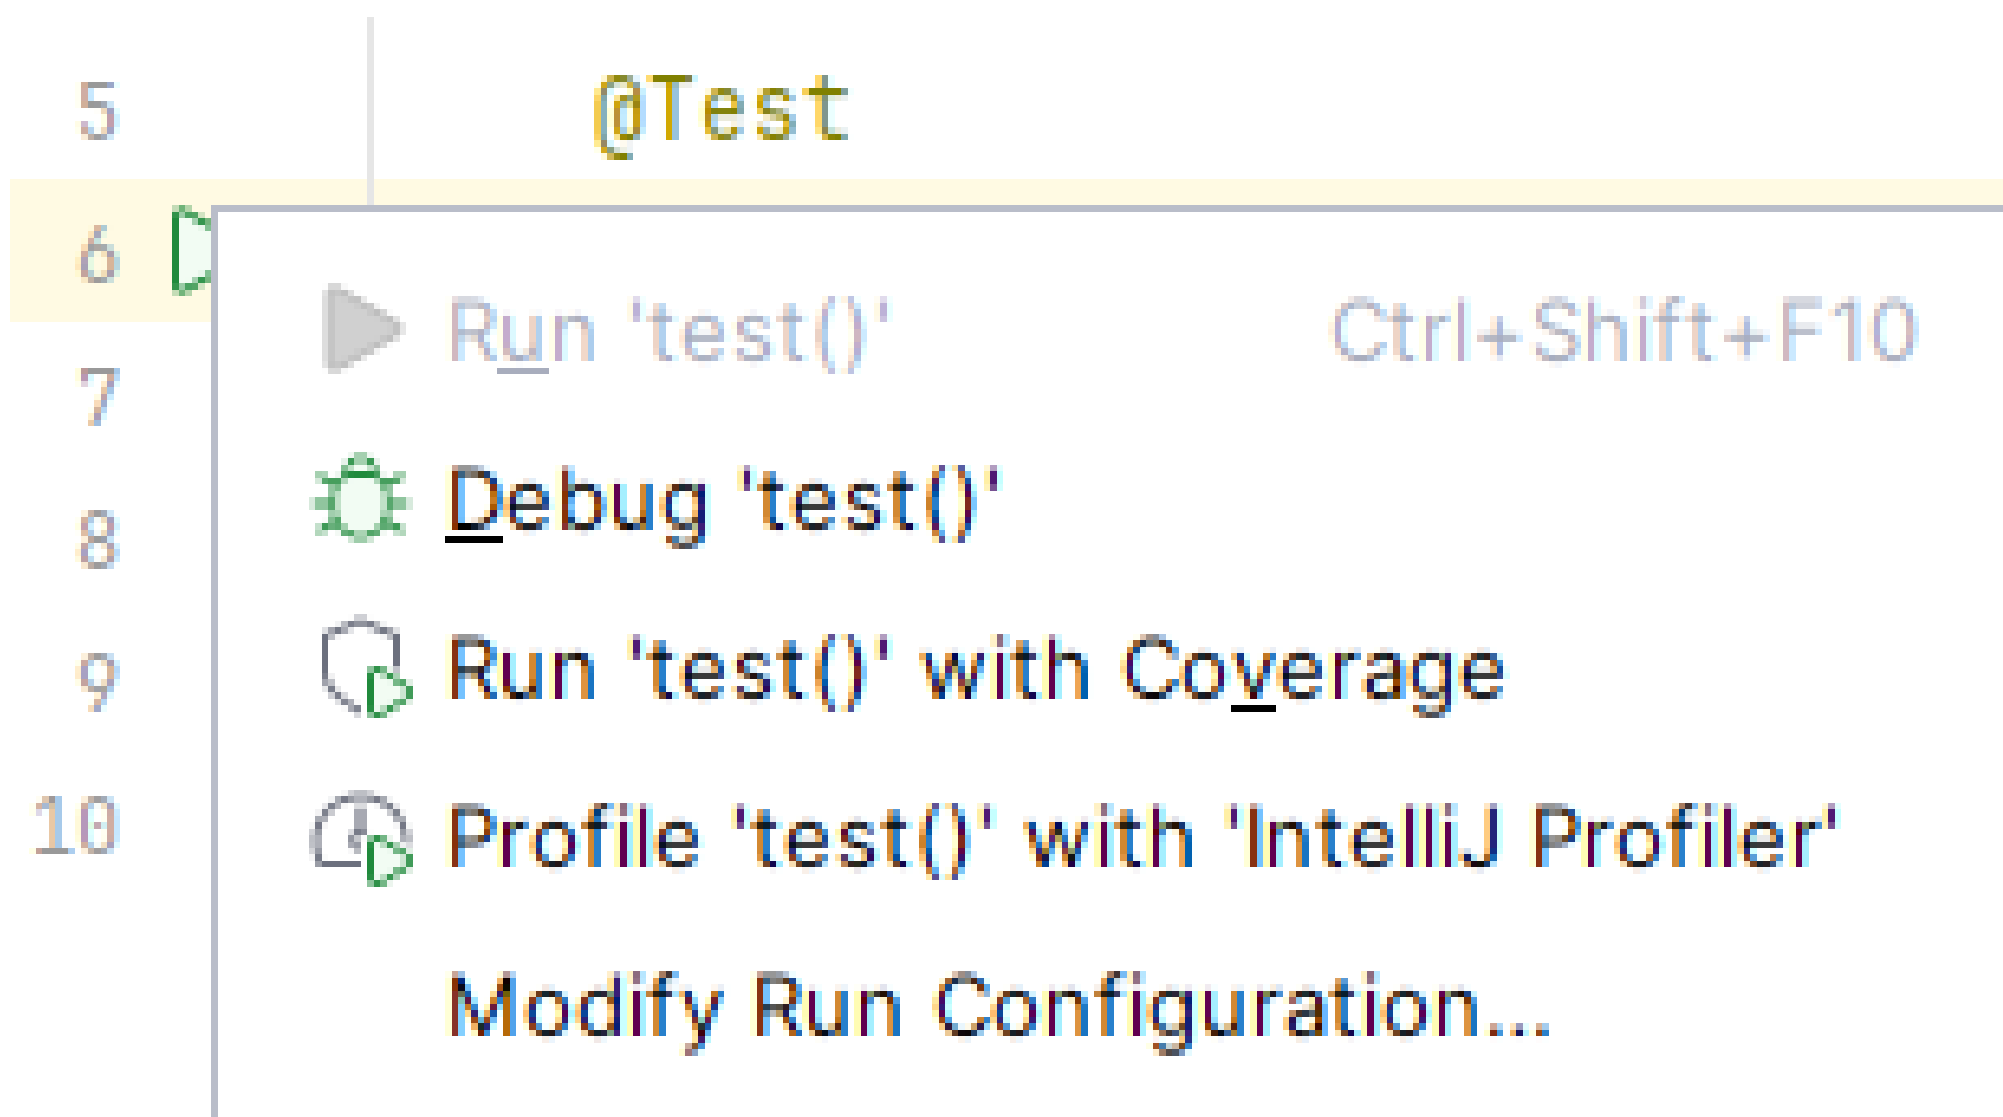 5 @Test
6
Run 'test()' Ctrl+Shift+F10
7
Debug 'test()'
8
Run 'test()' with Coverage
9
Profile 'test()' with 'IntelliJ Profiler'
10
Modify Run Configuration...